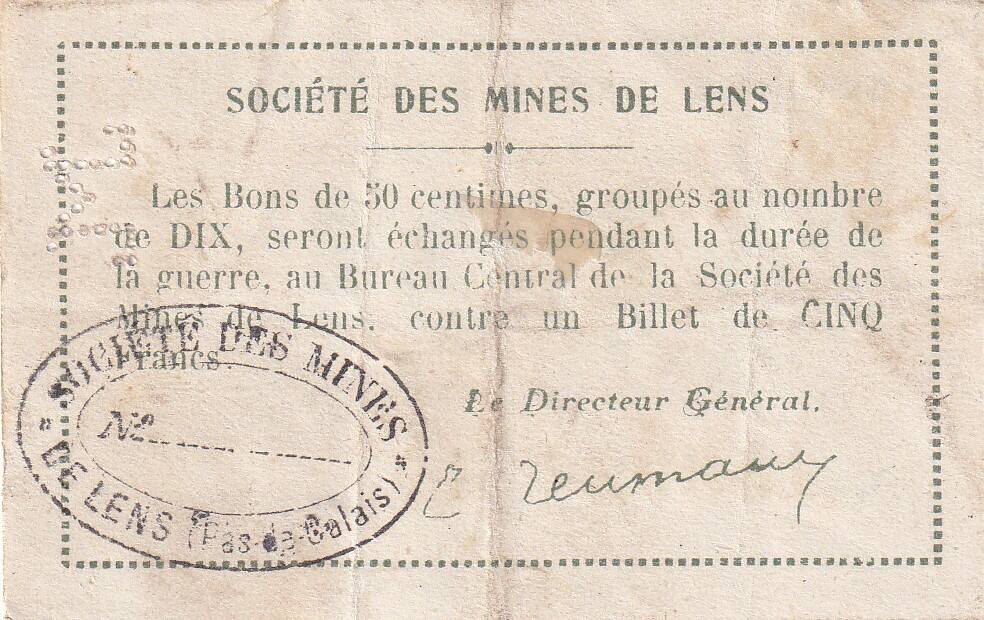 SOCIÉTÉ DES MINES DE LENS
Les Bons de 50 centimes, groupés au nombre
de DIX, seront échangés pendant la durée de
la guerre, au Bureau Central de la Société des
Mines de Lens, contre un Billet de CINQ
Francs.
Le Directeur Général.
E Reumaux
SOCIÉTÉ DES MINES
Nº
DE LENS (Pas-de-Calais)